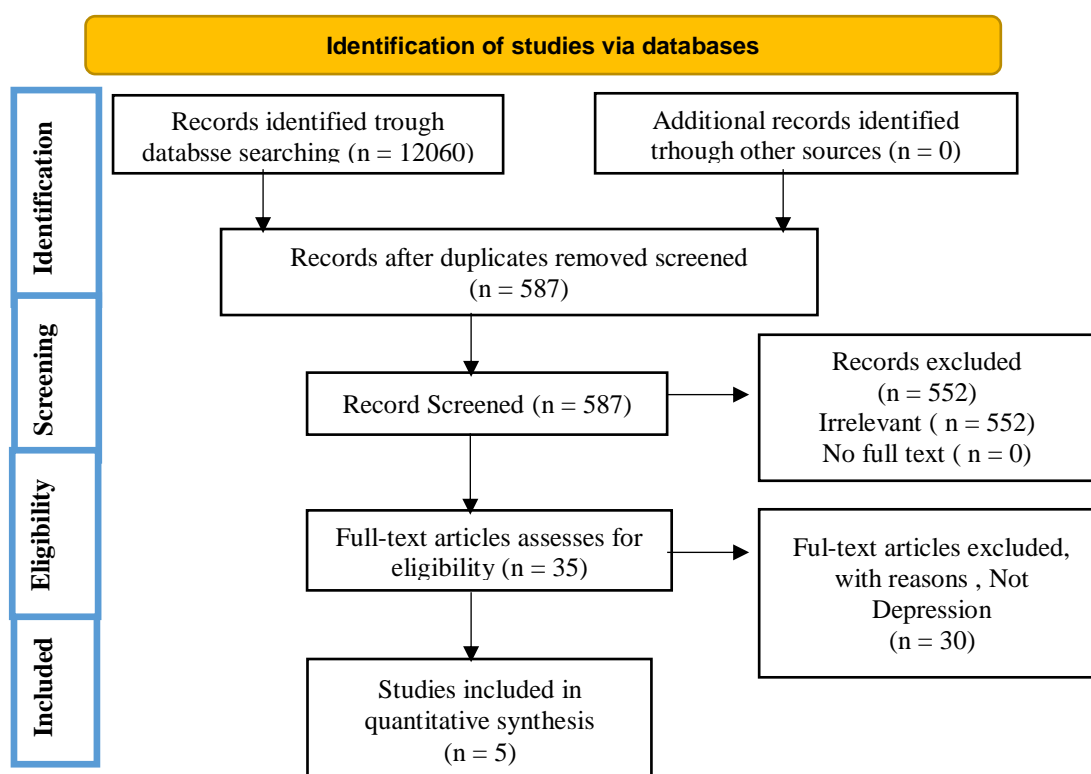 Identification of studies via databases
Identification
Records identified trough
databsse searching (n = 12060)
Additional records identified
trhough other sources (n = 0)
Records after duplicates removed screened
(n = 587)
Screening
Record Screened (n = 587)
Records excluded
(n = 552)
Irrelevant ( n = 552)
No full text ( n = 0)
Eligibility
Full-text articles assesses for
eligibility (n = 35)
Ful-text articles excluded,
with reasons , Not
Depression
(n = 30)
Included
Studies included in
quantitative synthesis
(n = 5)